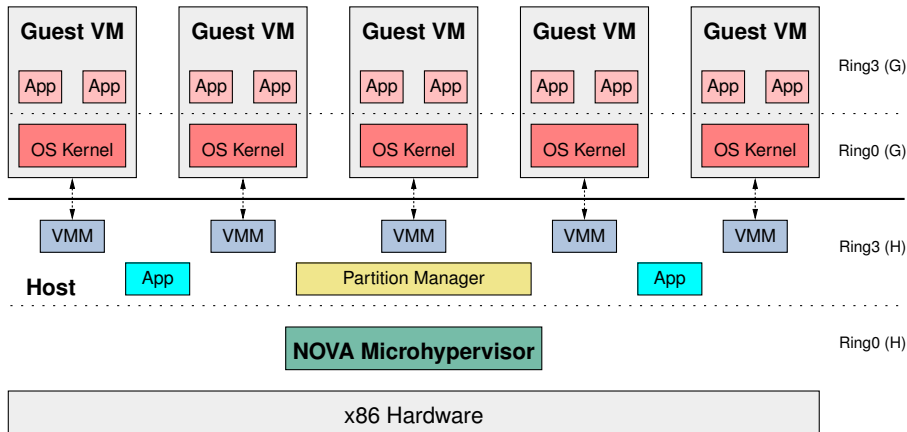 Guest VM Guest VM Guest VM Guest VM Guest VM
Ring3 (G)
App App App App App App App App App App
OS Kernel OS Kernel OS Kernel OS Kernel OS Kernel
Ring0 (G)
VMM VMM VMM VMM VMM
Ring3 (H)
App Partition Manager App
Host
NOVA Microhypervisor
Ring0 (H)
x86 Hardware